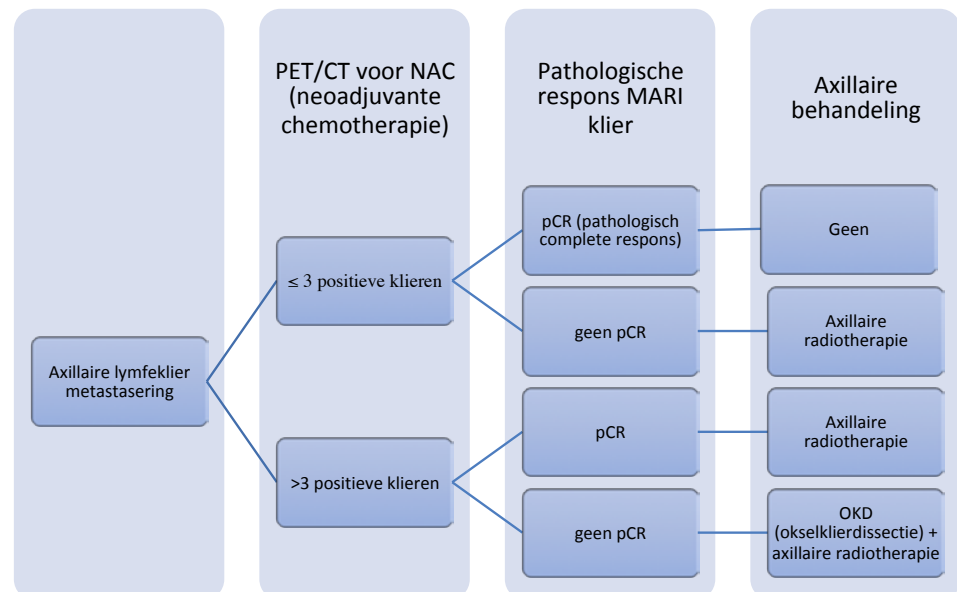 PET/CT voor NAC
(neoadjuvante
chemotherapie)
Pathologische
respons MARI
klier
Axillaire
behandeling
Axillaire lymfeklier
metastasering
≤ 3 positieve klieren
>3 positieve klieren
pCR (pathologisch
complete respons)
geen pCR
pCR
geen pCR
Geen
Axillaire
radiotherapie
Axillaire
radiotherapie
OKD
(okselklierdissectie) +
axillaire radiotherapie